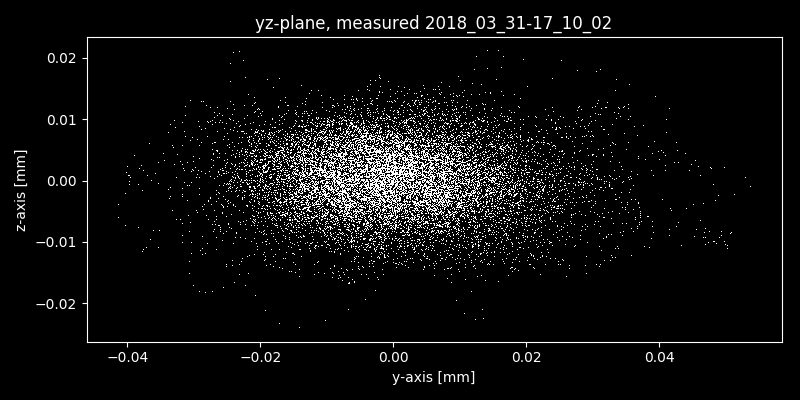 yz-plane, measured 2018_03_31-17_10_02
0.02
0.01
0.00
−0.01
−0.02
z-axis [mm]
−0.04 −0.02 0.00 0.02 0.04
y-axis [mm]